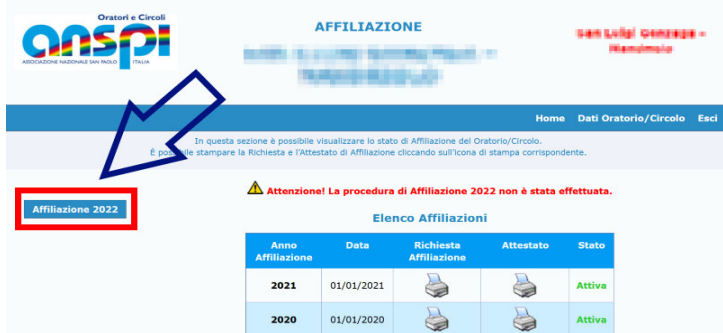 Oratori e Circoli
anspi
ASSOCIAZIONE NAZIONALE SAN PAOLO ITALIA
AFFILIAZIONE
Home Dati Oratorio/Circolo Esci
In questa sezione è possibile visualizzare lo stato di Affiliazione del Oratorio/Circolo.
È possibile stampare la Richiesta e l'Attestato di Affiliazione cliccando sull'icona di stampa corrispondente.
Attenzione! La procedura di Affiliazione 2022 non è stata effettuata.
Affiliazione 2022
Elenco Affiliazioni
Anno Affiliazione Data Richiesta Affiliazione Attestato Stato
2021 01/01/2021 Attiva
2020 01/01/2020 Attiva